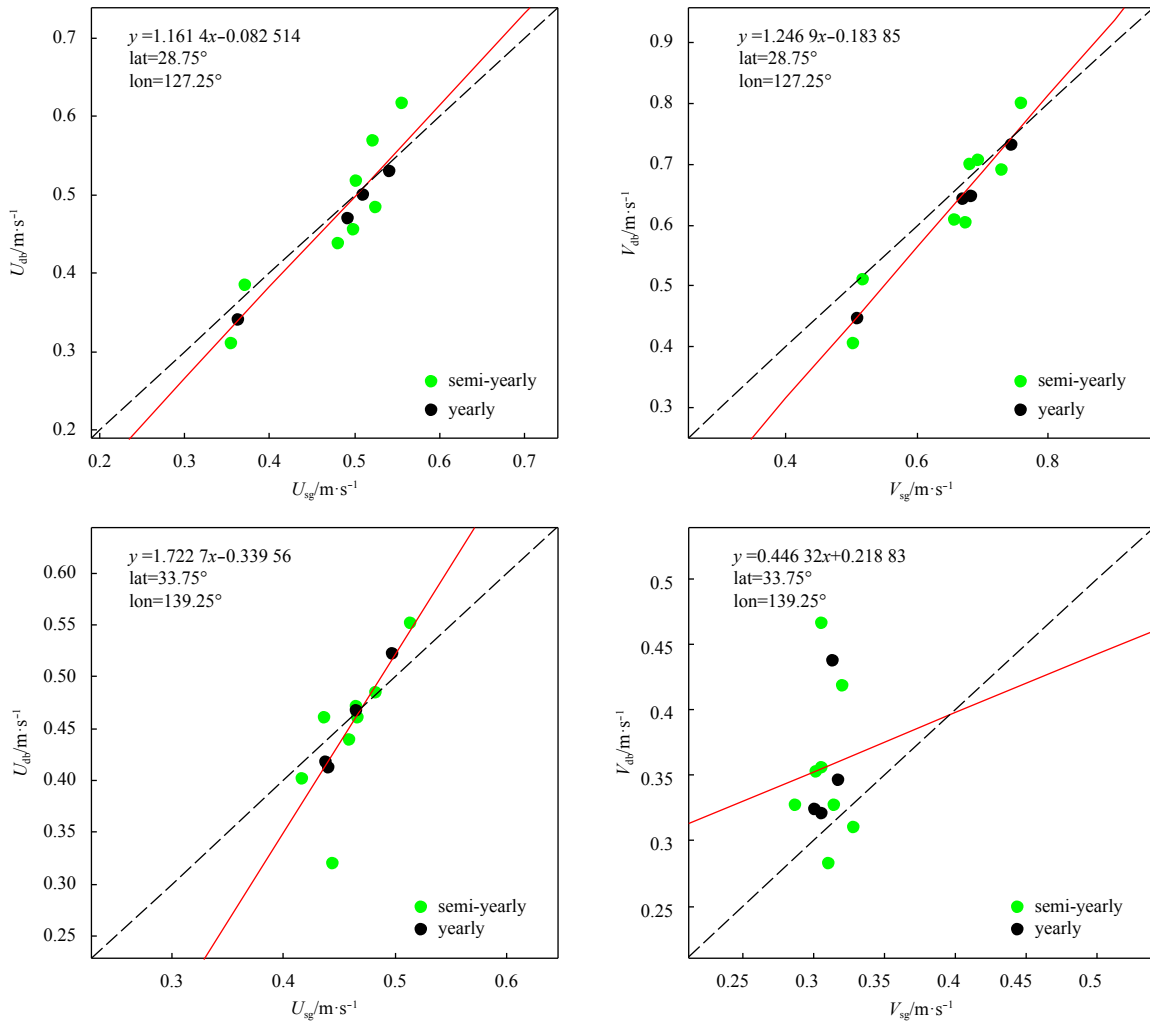 0.7
0.6
0.5
0.4
0.3
0.2
U_db/m·s⁻¹
y =1.161 4x−0.082 514
lat=28.75°
lon=127.25°
semi-yearly
yearly
0.2 0.3 0.4 0.5 0.6 0.7
U_sg/m·s⁻¹
0.9
0.8
0.7
0.6
0.5
0.4
0.3
V_db/m·s⁻¹
y =1.246 9x−0.183 85
lat=28.75°
lon=127.25°
semi-yearly
yearly
0.4 0.6 0.8
V_sg/m·s⁻¹
0.60
0.55
0.50
0.45
0.40
0.35
0.30
0.25
U_db/m·s⁻¹
y =1.722 7x−0.339 56
lat=33.75°
lon=139.25°
semi-yearly
yearly
0.3 0.4 0.5 0.6
U_sg/m·s⁻¹
0.5
0.45
0.4
0.35
0.3
0.25
V_db/m·s⁻¹
y=0.446 32x+0.218 83
lat=33.75°
lon=139.25°
semi-yearly
yearly
0.25 0.3 0.35 0.4 0.45 0.5
V_sg/m·s⁻¹